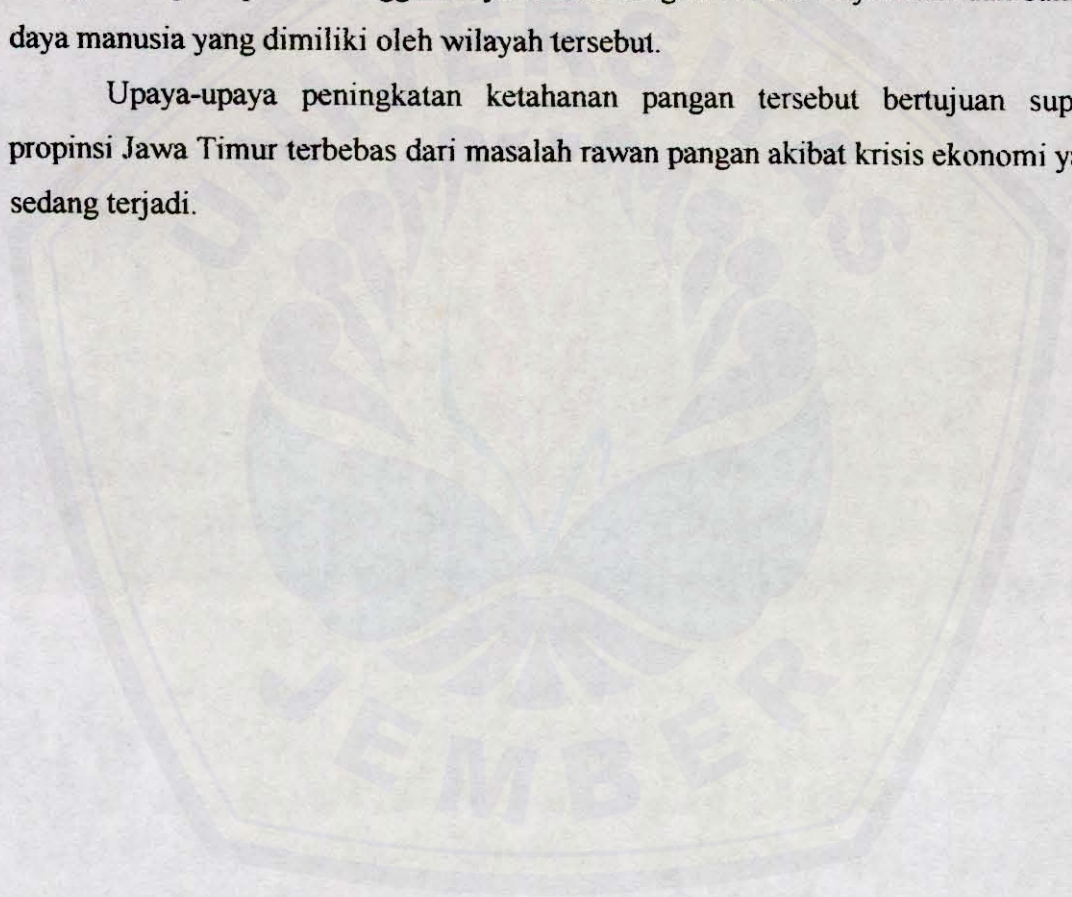 daya manusia yang dimiliki oleh wilayah tersebut.
Upaya-upaya peningkatan ketahanan pangan tersebut bertujuan sup
propinsi Jawa Timur terbebas dari masalah rawan pangan akibat krisis ekonomi y
sedang terjadi.
UNIVERSITAS
JEMBER